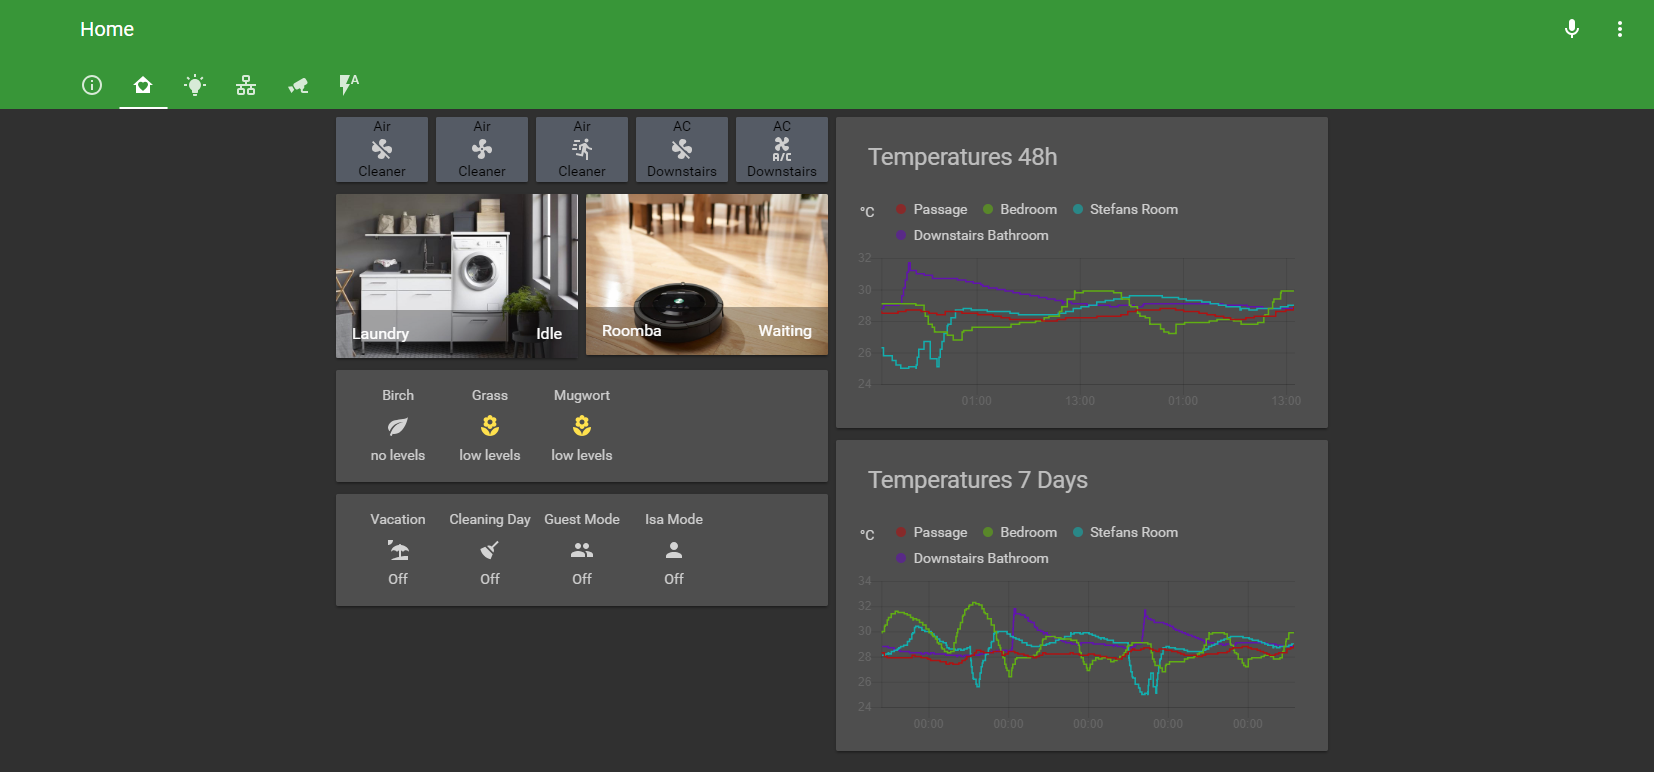 Home
A
Air
Cleaner
Air
Cleaner
Air
Cleaner
AC
Downstairs
AC
A/C
Downstairs
Laundry Idle
Roomba Waiting
Birch Grass Mugwort
no levels low levels low levels
Vacation Cleaning Day Guest Mode Isa Mode
Off Off Off Off
Temperatures 48h
°C Passage Bedroom Stefans Room
Downstairs Bathroom
32
30
28
26
24
01:00 13:00 01:00 13:00
Temperatures 7 Days
°C Passage Bedroom Stefans Room
Downstairs Bathroom
34
32
30
28
26
24
00:00 00:00 00:00 00:00 00:00